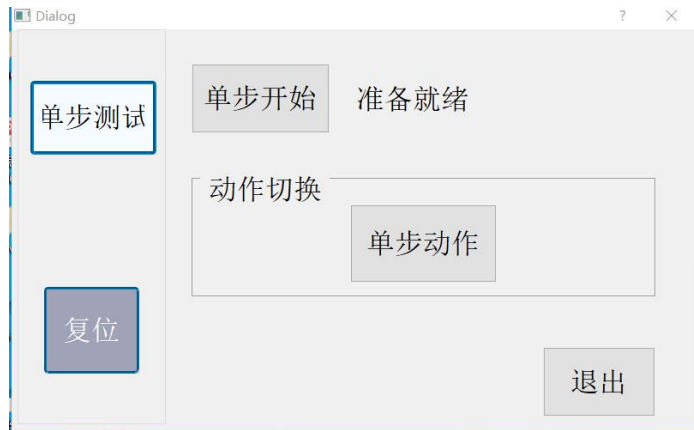 Dialog
单步测试
单步开始 准备就绪
动作切换
单步动作
复位
退出